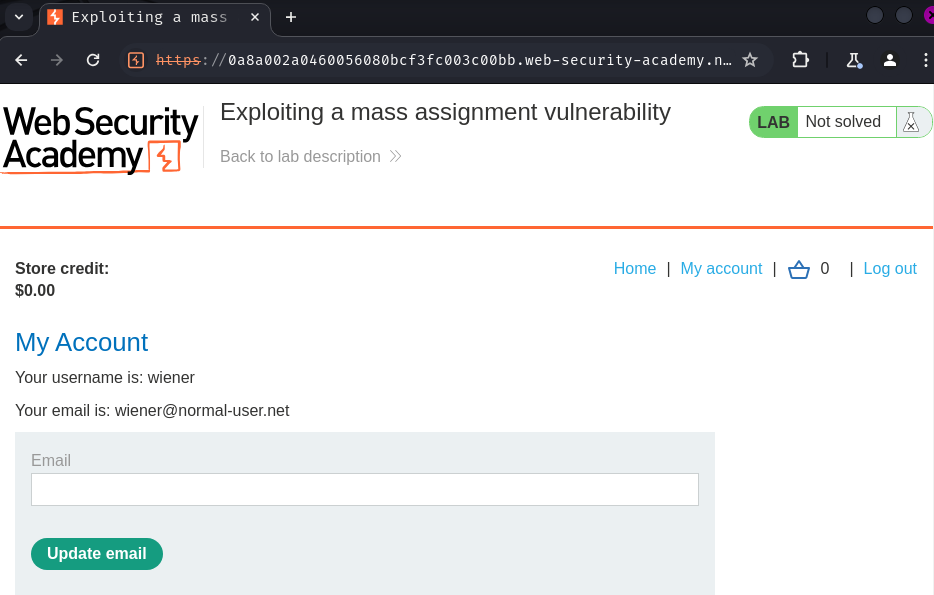 Exploiting a mass
https://0a8a002a0460056080bcf3fc003c00bb.web-security-academy.n...
WebSecurity
Academy
Exploiting a mass assignment vulnerability
Back to lab description
LAB Not solved
Store credit:
$0.00
Home | My account | 0 | Log out
My Account
Your username is: wiener
Your email is: wiener@normal-user.net
Email
Update email